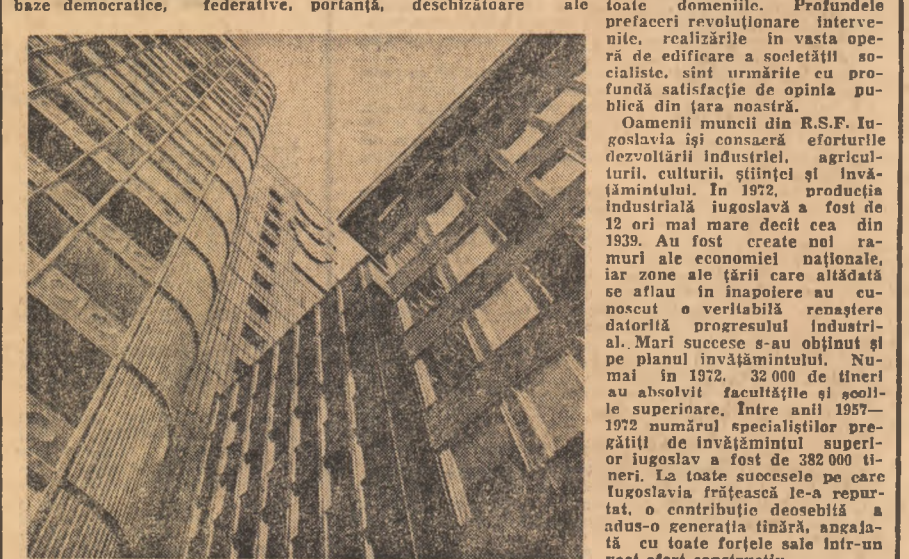 baze democratice, federative, portanță, deschizătoare ale
toate domeniile. Profundele
prefaceri revoluționare interve-
nite, realizările în vasta ope-
ră de edificare a societății so-
cialiste, sînt urmărite cu pro-
fundă satisfacție de opinia pu-
blică din țara noastră.
Oamenii muncii din R.S.F. Iu-
goslavia își consacră eforturile
dezvoltării industriei, agricul-
turii, culturii, științei și învă-
țămîntului. În 1972, producția
industrială iugoslavă a fost de
12 ori mai mare decît cea din
1939. Au fost create noi ra-
muri ale economiei naționale,
iar zone ale țării care altădată
se aflau în înapoiere au cu-
noscut o veritabilă renaștere
datorită progresului industri-
al. Mari succese s-au obținut și
pe planul învățămîntului. Nu-
mai în 1972, 32 000 de tineri
au absolvit facultățile și școli-
le superioare. Între anii 1957—
1972 numărul specialiștilor pre-
gătiți de învățămîntul superi-
or iugoslav a fost de 382 000 ti-
neri. La toate succesele pe care
Iugoslavia frățească le-a repur-
tat, o contribuție deosebită a
adus-o generația tînără, angaja-
tă cu toate forțele sale într-un
efort constructiv